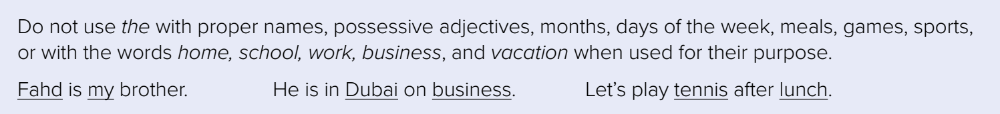 Do not use the with proper names, possessive adjectives, months, days of the week, meals, games, sports,
or with the words home, school, work, business, and vacation when used for their purpose.
Fahd is my brother. He is in Dubai on business. Let’s play tennis after lunch.